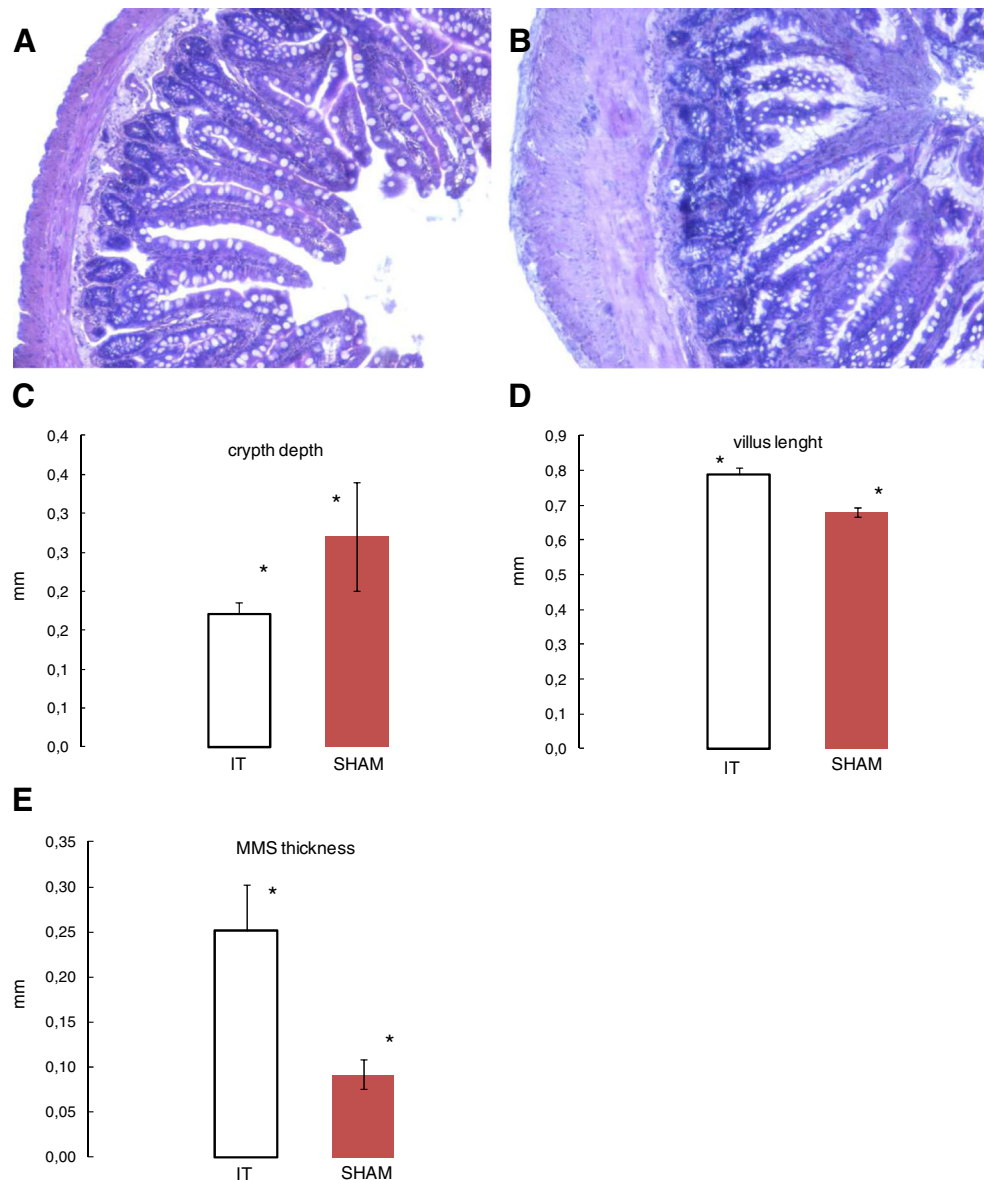 A
B
C
crypth depth
0,4
0,4
0,3
0,3
0,2
0,2
0,1
0,1
0,0
mm
*
*
IT
SHAM
D
villus lenght
0,9
0,8
0,7
0,6
0,5
0,4
0,3
0,2
0,1
0,0
mm
*
*
IT
SHAM
E
MMS thickness
0,35
0,30
0,25
0,20
0,15
0,10
0,05
0,00
mm
*
*
IT
SHAM